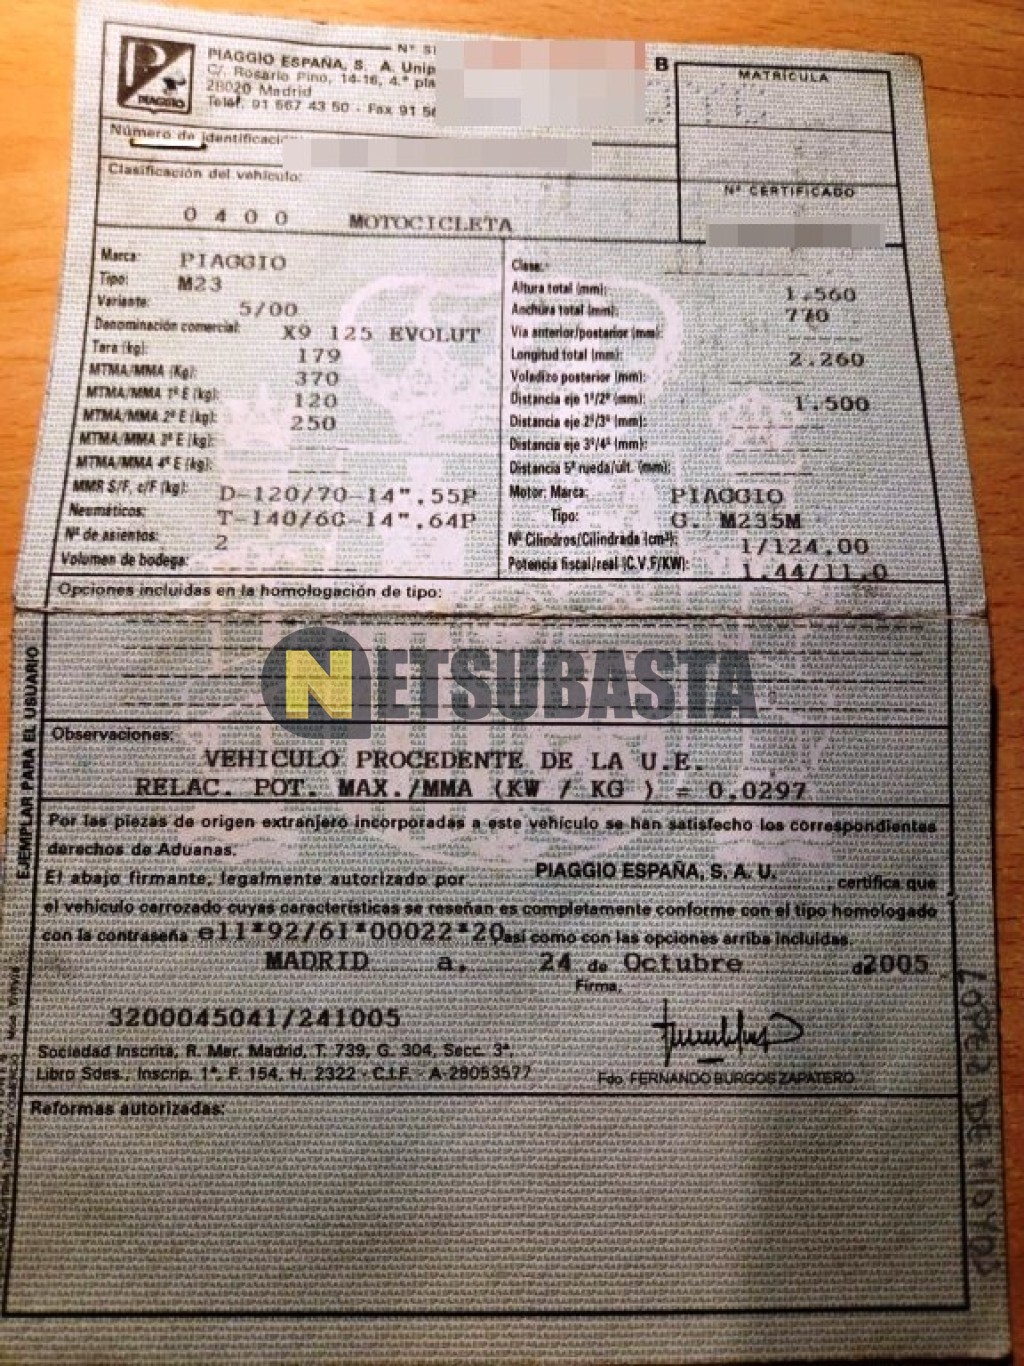 PIAGGIO
Nº
PIAGGIO ESPAÑA, S. A. Unip
C/. Rosario Pino, 14-16, 4.ª pla
28020 Madrid
Telef. 91 567 43 50 - Fax 91 56
B
MATRÍCULA
Número de identificaci
Clasificación del vehículo:
0400 MOTOCICLETA
Nº CERTIFICADO
Marca: PIAGGIO
Tipo: M23
Variante: 5/00
Denominación comercial: X9 125 EVOLUT
Tara (kg): 179
MTMA/MMA (Kg): 370
MTMA/MMA 1º E (kg): 120
MTMA/MMA 2º E (kg): 250
MTMA/MMA 3º E (kg):
MTMA/MMA 4º E (kg):
MMR S/F, c/F (kg): D-120/70-14".55P
Neumáticos: T-140/60-14".64P
Nº de asientos: 2
Volumen de bodega:
Clase:
Altura total (mm): 1.560
Anchura total (mm): 770
Via anterior/posterior (mm):
Longitud total (mm): 2.260
Voladizo posterior (mm):
Distancia eje 1º/2º (mm): 1.500
Distancia eje 2º/3º (mm):
Distancia eje 3º/4º (mm):
Distancia 5ª rueda/ult. (mm):
Motor: Marca: PIAGGIO
Tipo: G. M235M
Nº Cilindros/Cilindrada (cm³): 1/124.00
Potencia fiscal/real (C.V.F/KW): 1.44/11.0
Opciones incluidas en la homologación de tipo:
NETSUBASTA
EJEMPLAR PARA EL USUARIO
Observaciones:
VEHICULO PROCEDENTE DE LA U.E.
RELAC. POT. MAX./MMA (KW / KG ) = 0.0297
Por las piezas de origen extranjero incorporadas a este vehículo se han satisfecho los correspondientes
derechos de Aduanas.
El abajo firmante, legalmente autorizado por PIAGGIO ESPAÑA, S. A. U. , certifica que
el vehículo carrozado cuyas características se reseñan es completamente conforme con el tipo homologado
con la contraseña e11*92/61*00022*20 así como con las opciones arriba incluidas.
MADRID a, 24 de Octubre de 2005
Firma,
3200045041/241005
Sociedad Inscrita, R. Mer. Madrid, T. 739, G. 304, Secc. 3ª,
Libro Sdes., Inscrip. 1ª, F. 154, H. 2322 - C.I.F. - A-28053577
Fdo. FERNANDO BURGOS ZAPATERO
Reformas autorizadas:
LOPEZ DE HOYOS